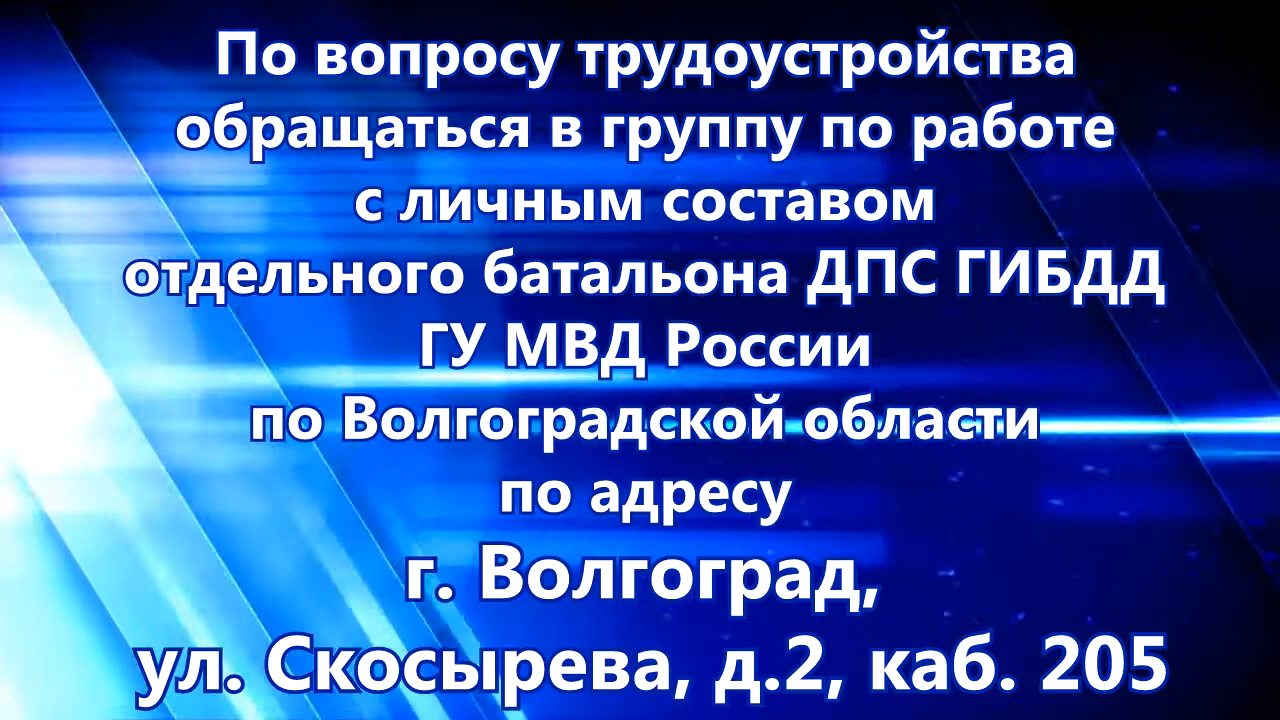 По вопросу трудоустройства
обращаться в группу по работе
с личным составом
отдельного батальона ДПС ГИБДД
ГУ МВД России
по Волгоградской области
по адресу
г. Волгоград,
ул. Скосырева, д.2, каб. 205